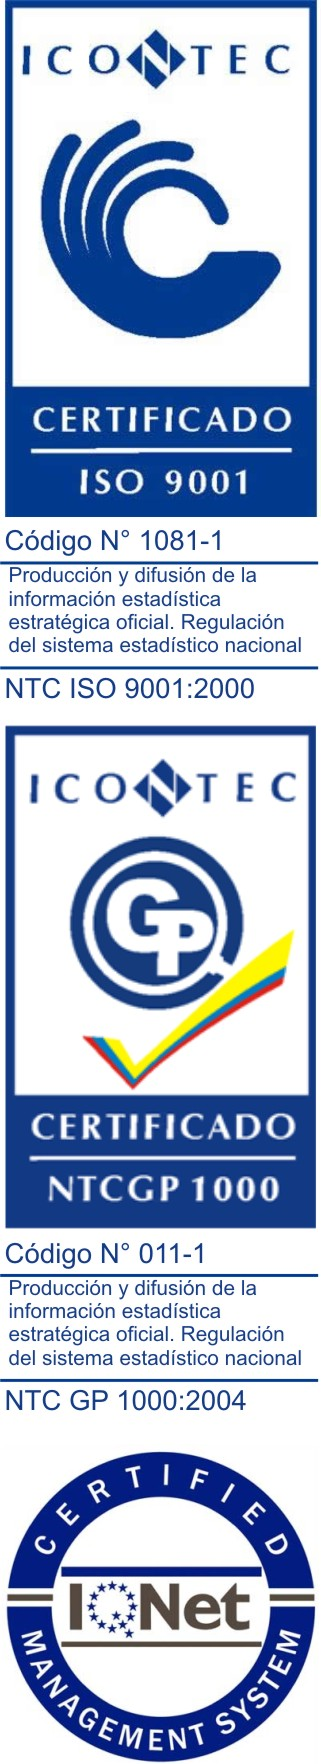 ICONTEC
CERTIFICADO
ISO 9001
Código N° 1081-1
Producción y difusión de la
información estadística
estratégica oficial. Regulación
del sistema estadístico nacional
NTC ISO 9001:2000
ICONTEC
GP
CERTIFICADO
NTCGP 1000
Código N° 011-1
Producción y difusión de la
información estadística
estratégica oficial. Regulación
del sistema estadístico nacional
NTC GP 1000:2004
CERTIFIED
IQNet
MANAGEMENT SYSTEM